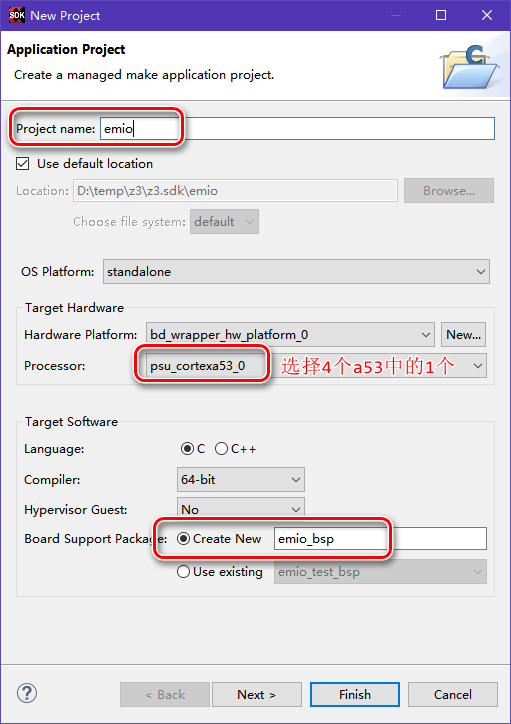 SDK New Project
Application Project
Create a managed make application project.
Project name: emio
Use default location
Location: D:\temp\z3\z3.sdk\emio Browse...
Choose file system: default
OS Platform: standalone
Target Hardware
Hardware Platform: bd_wrapper_hw_platform_0 New...
Processor: psu_cortexa53_0 选择4个a53中的1个
Target Software
Language: C C++
Compiler: 64-bit
Hypervisor Guest: No
Board Support Package: Create New emio_bsp
Use existing emio_test_bsp
? < Back Next > Finish Cancel